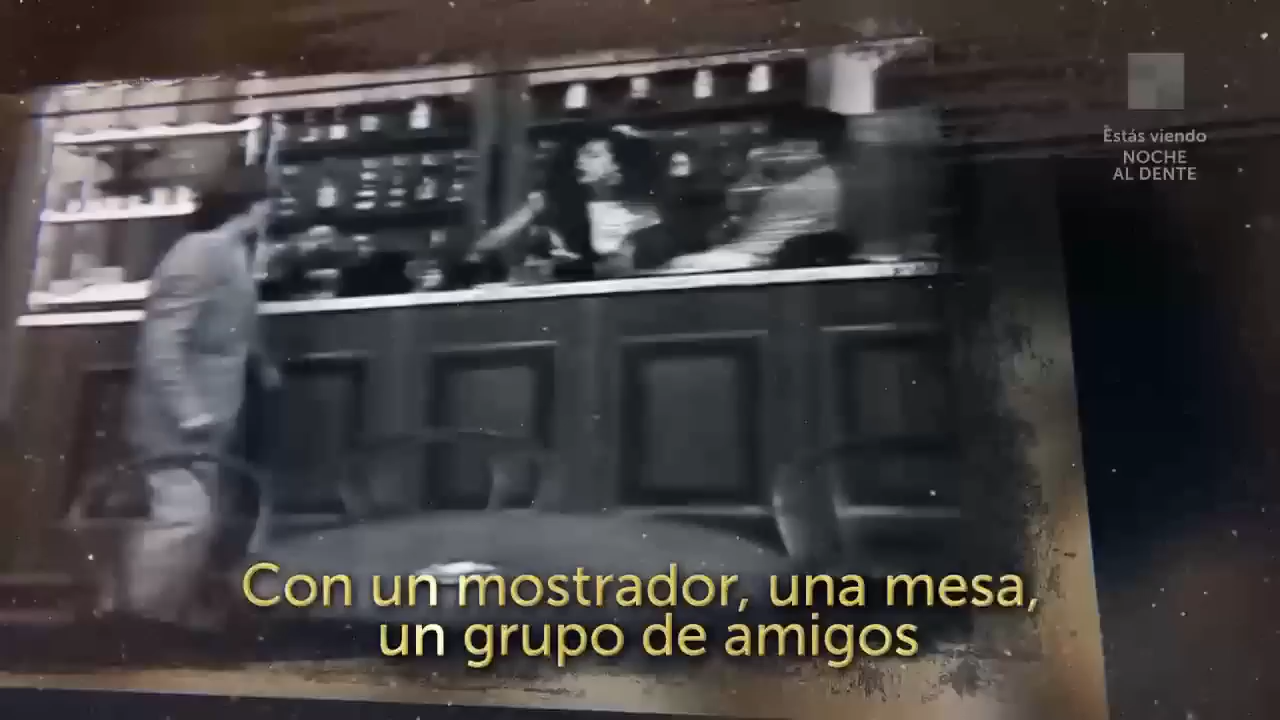 Estás viendo
NOCHE
AL DENTE
Con un mostrador, una mesa,
un grupo de amigos